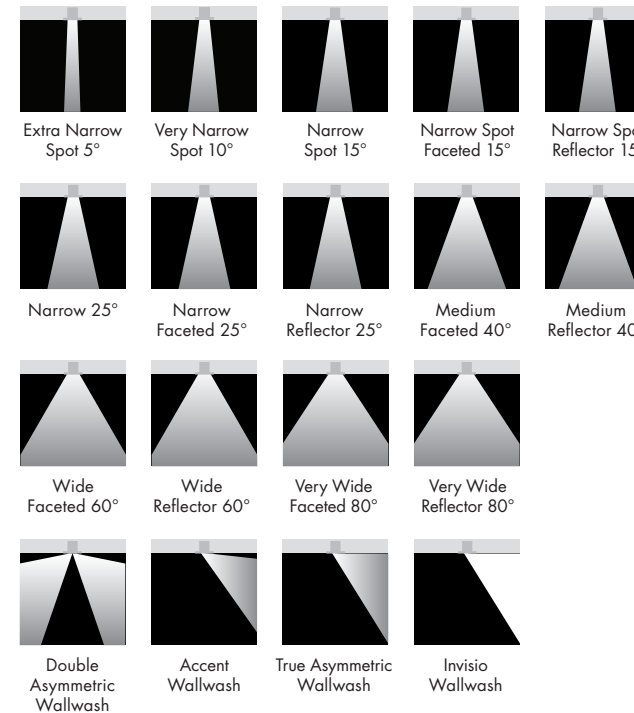 Extra Narrow
Spot 5°
Very Narrow
Spot 10°
Narrow
Spot 15°
Narrow Spot
Faceted 15°
Narrow Spo
Reflector 15
Narrow 25°
Narrow
Faceted 25°
Narrow
Reflector 25°
Medium
Faceted 40°
Medium
Reflector 40
Wide
Faceted 60°
Wide
Reflector 60°
Very Wide
Faceted 80°
Very Wide
Reflector 80°
Double
Asymmetric
Wallwash
Accent
Wallwash
True Asymmetric
Wallwash
Invisio
Wallwash